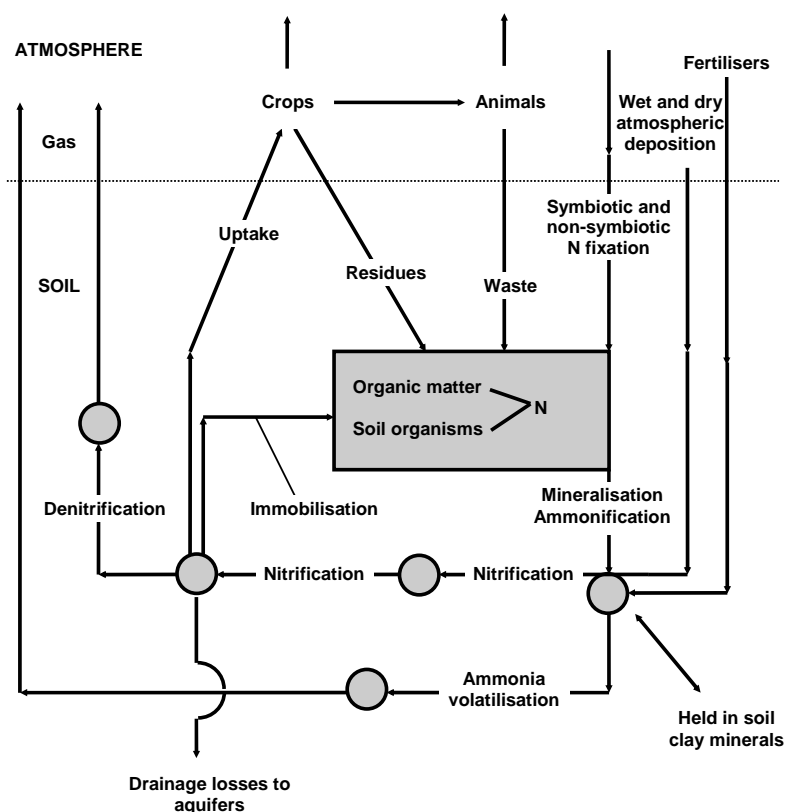 ATMOSPHERE
Fertilisers
Crops
Animals
Wet and dry
atmospheric
deposition
Gas
Symbiotic and
non-symbiotic
N fixation
Uptake
Residues
SOIL
Waste
Organic matter
N
Soil organisms
Mineralisation
Ammonification
Denitrification
Immobilisation
Nitrification
Nitrification
Ammonia
volatilisation
Held in soil
clay minerals
Drainage losses to
aquifers